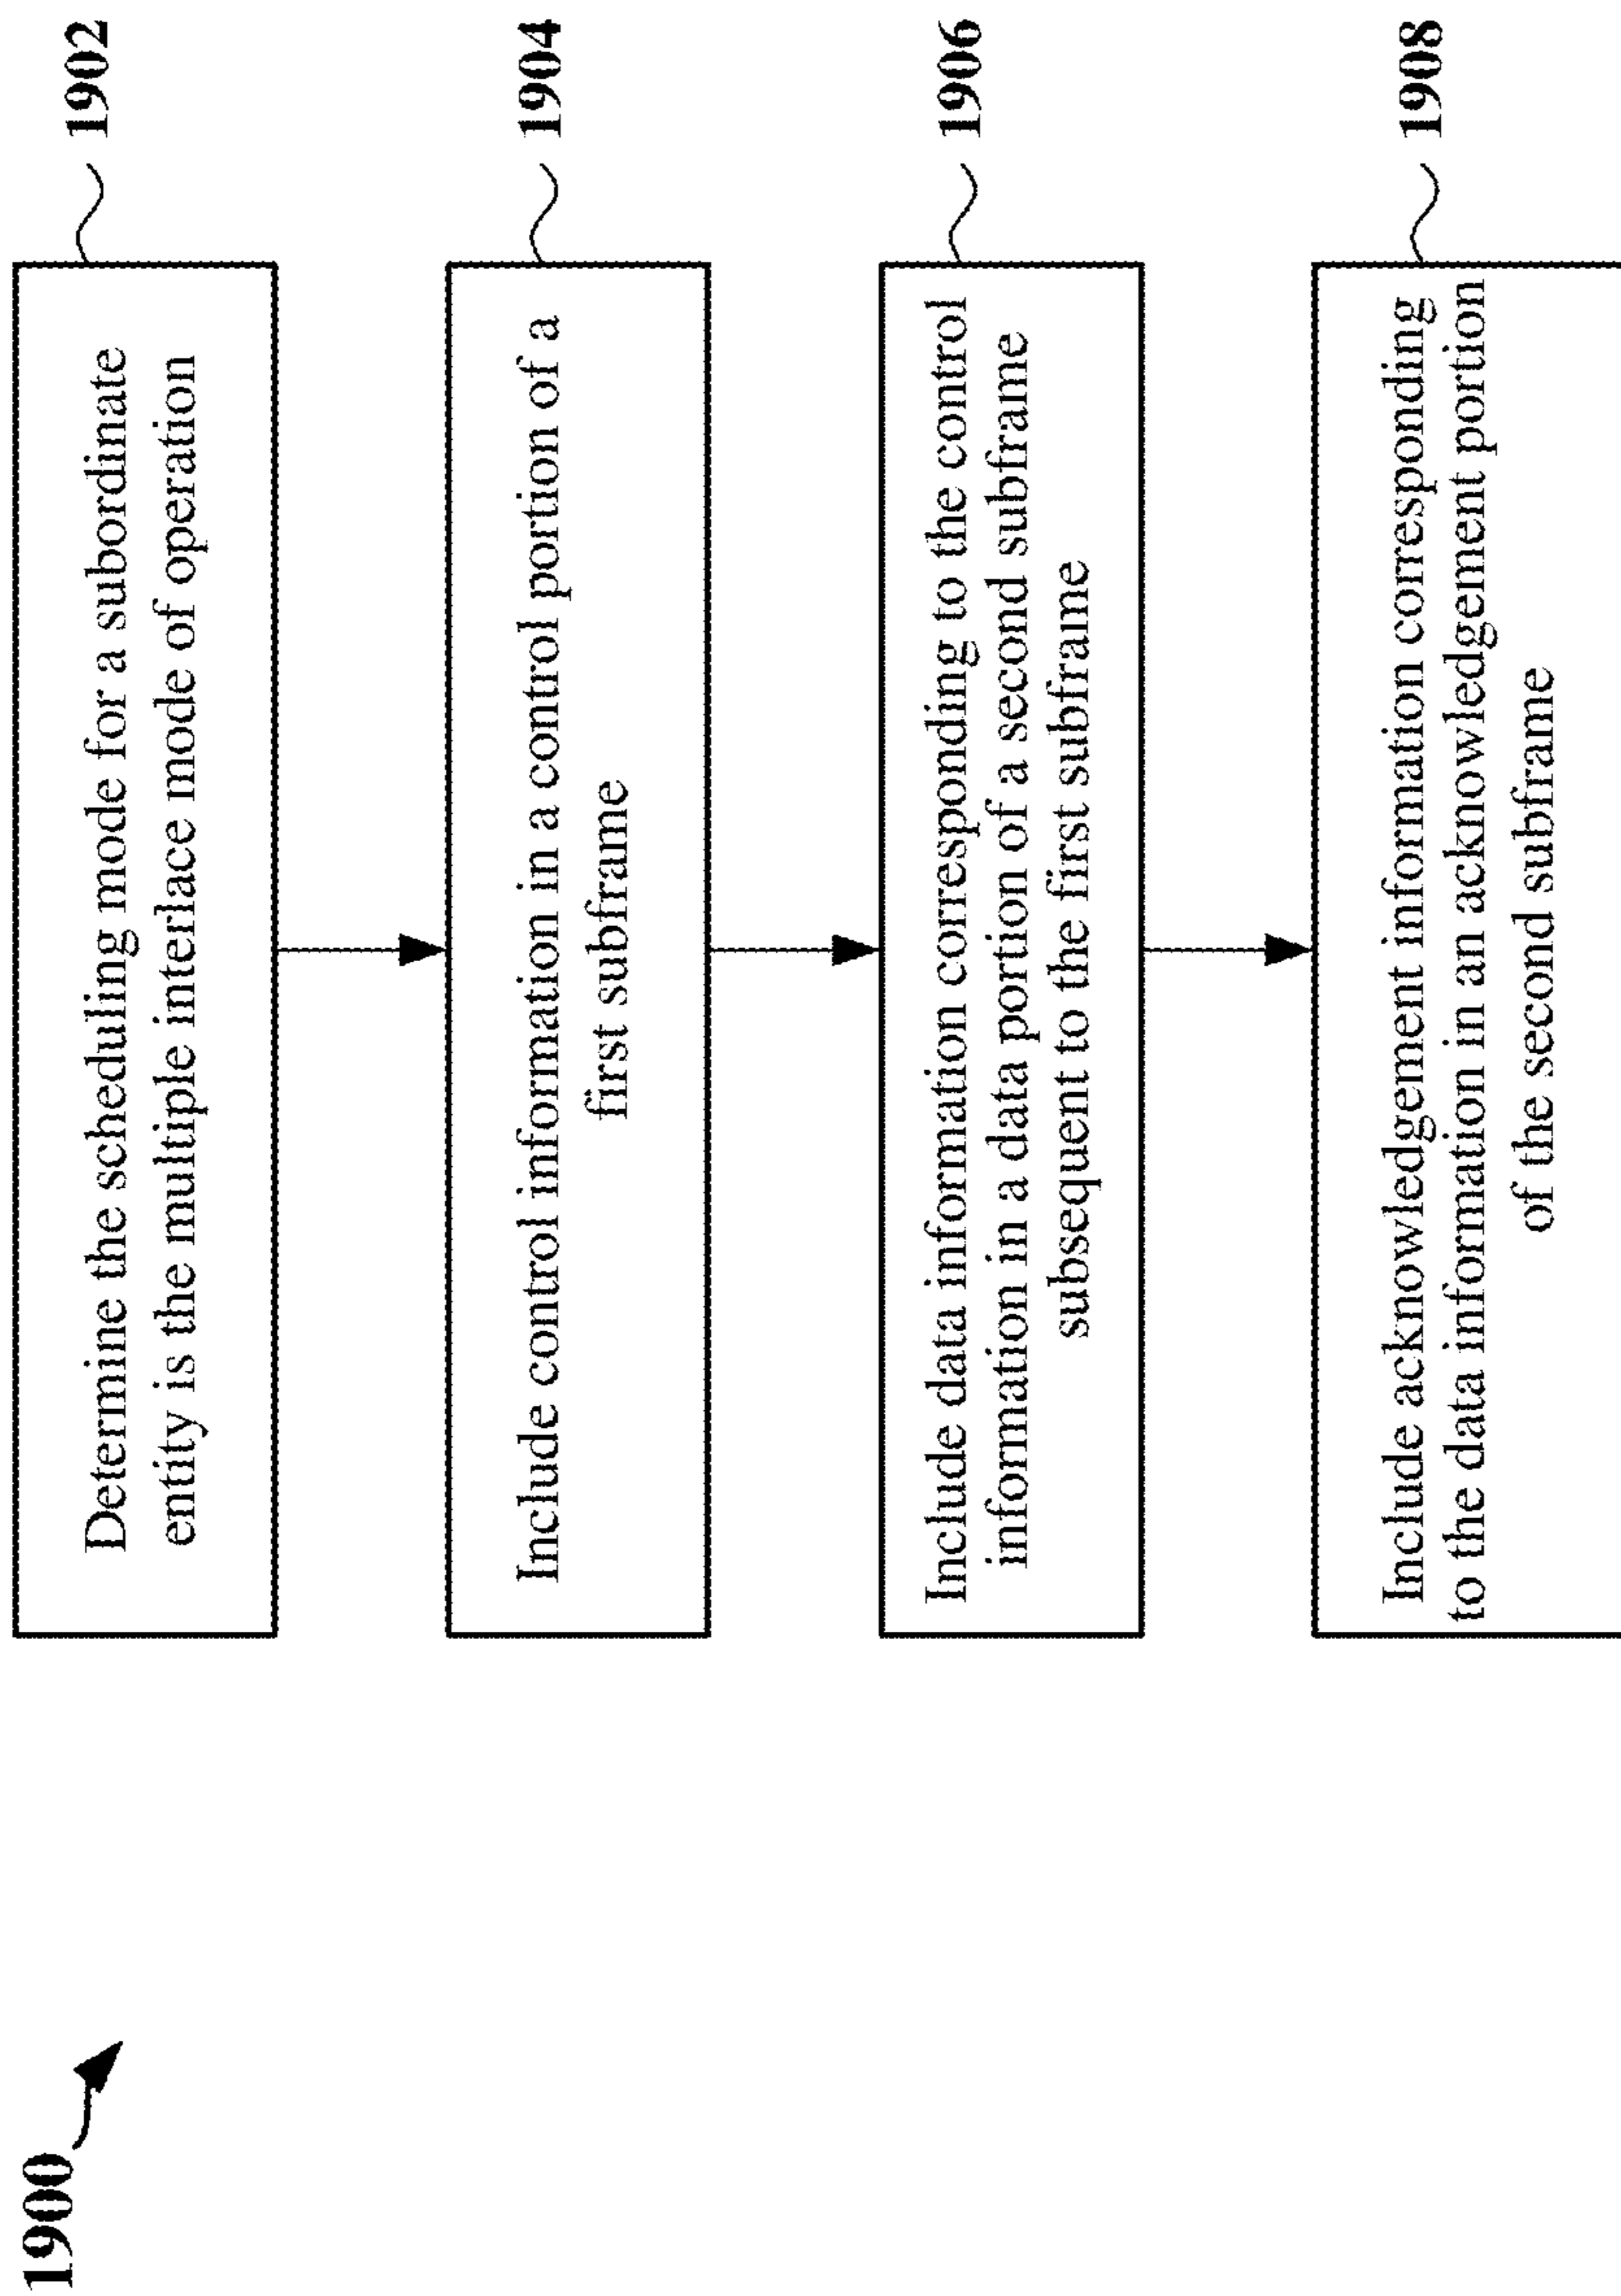 1900
Determine the scheduling mode for a subordinate
entity is the multiple interlace mode of operation
1902
Include control information in a control portion of a
first subframe
1904
Include data information corresponding to the control
information in a data portion of a second subframe
subsequent to the first subframe
1906
Include acknowledgement information corresponding
to the data information in an acknowledgement portion
of the second subframe
1908